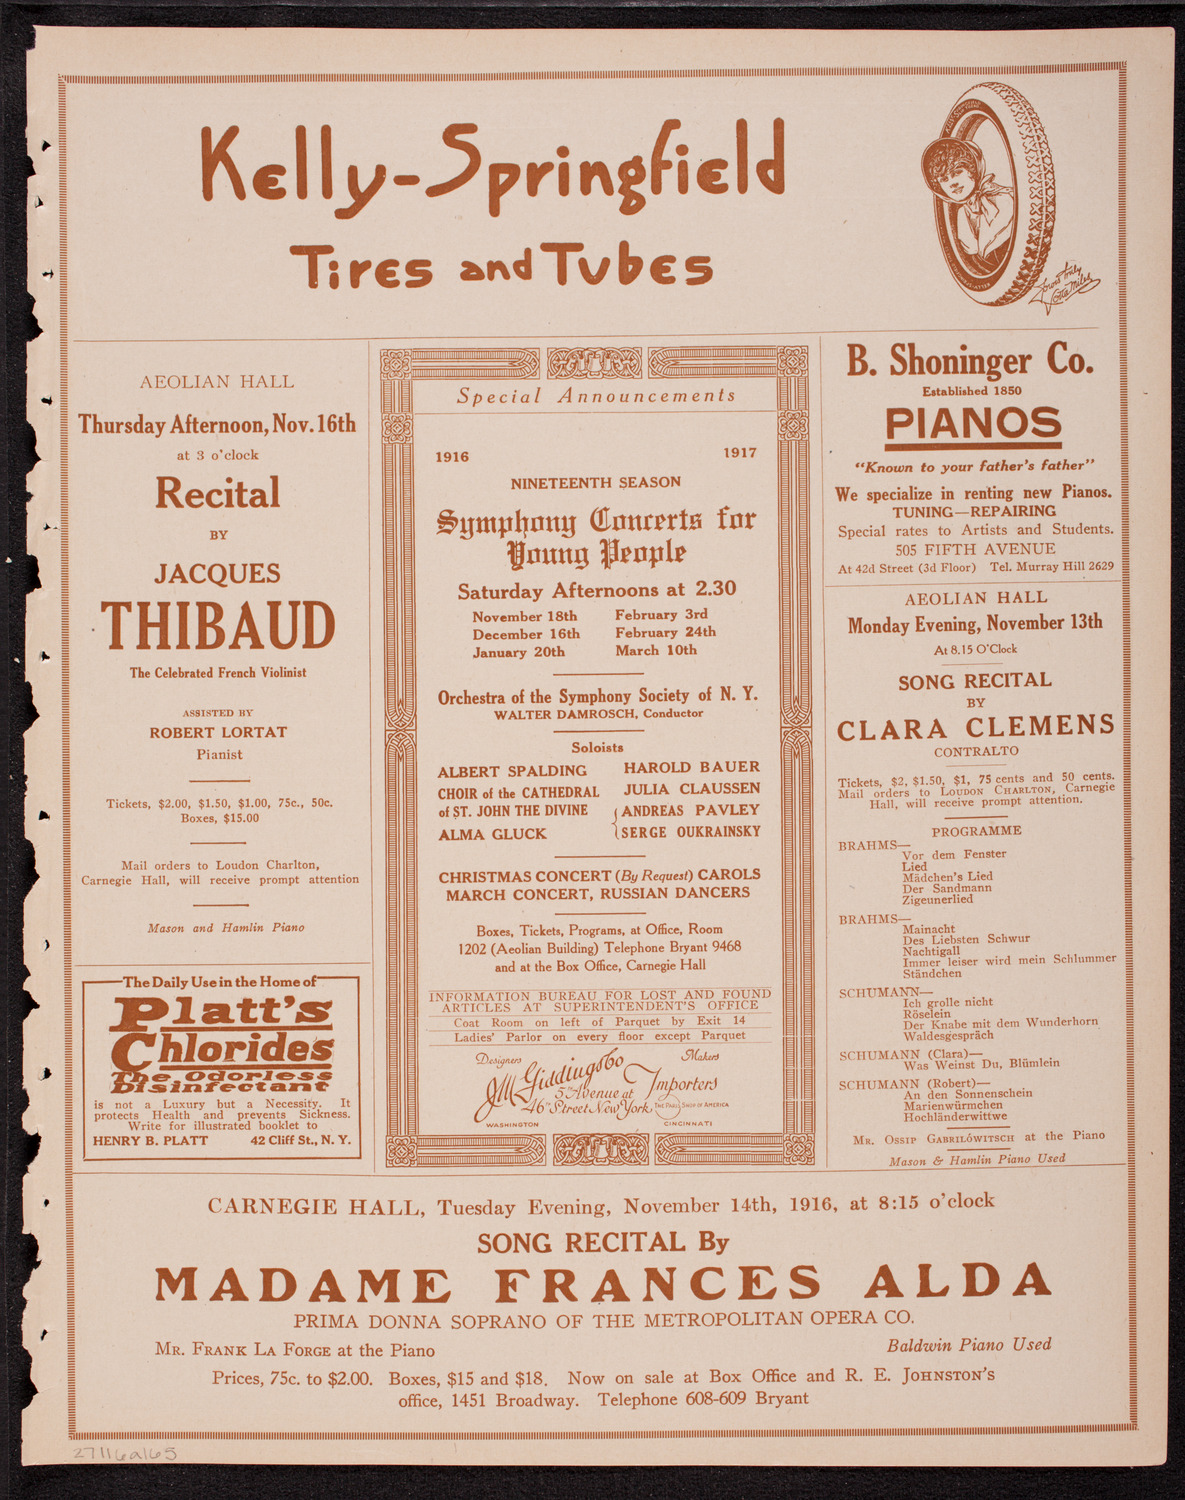 Kelly-Springfield
Tires and Tubes
Yours truly
Lotta Miles
AEOLIAN HALL
Thursday Afternoon, Nov. 16th
at 3 o'clock
Recital
BY
JACQUES
THIBAUD
The Celebrated French Violinist
ASSISTED BY
ROBERT LORTAT
Pianist
Tickets, $2.00, $1.50, $1.00, 75c., 50c.
Boxes, $15.00
Mail orders to Loudon Charlton,
Carnegie Hall, will receive prompt attention
Mason and Hamlin Piano
The Daily Use in the Home of
Platt's
Chlorides
The Odorless
Disinfectant
is not a Luxury but a Necessity. It
protects Health and prevents Sickness.
Write for illustrated booklet to
HENRY B. PLATT 42 Cliff St., N. Y.
Special Announcements
1916 1917
NINETEENTH SEASON
Symphony Concerts for
Young People
Saturday Afternoons at 2.30
November 18th February 3rd
December 16th February 24th
January 20th March 10th
Orchestra of the Symphony Society of N. Y.
WALTER DAMROSCH, Conductor
Soloists
ALBERT SPALDING HAROLD BAUER
CHOIR of the CATHEDRAL JULIA CLAUSSEN
of ST. JOHN THE DIVINE { ANDREAS PAVLEY
ALMA GLUCK { SERGE OUKRAINSKY
CHRISTMAS CONCERT (By Request) CAROLS
MARCH CONCERT, RUSSIAN DANCERS
Boxes, Tickets, Programs, at Office, Room
1202 (Aeolian Building) Telephone Bryant 9468
and at the Box Office, Carnegie Hall
INFORMATION BUREAU FOR LOST AND FOUND
ARTICLES AT SUPERINTENDENT'S OFFICE
Coat Room on left of Parquet by Exit 14
Ladies' Parlor on every floor except Parquet
Designers Makers
J.M. Giddings & Co
Importers
5th Avenue at
46th Street New York
THE PARIS SHOP OF AMERICA
WASHINGTON CINCINNATI
B. Shoninger Co.
Established 1850
PIANOS
"Known to your father's father"
We specialize in renting new Pianos.
TUNING—REPAIRING
Special rates to Artists and Students.
505 FIFTH AVENUE
At 42d Street (3d Floor) Tel. Murray Hill 2629
AEOLIAN HALL
Monday Evening, November 13th
At 8.15 O'Clock
SONG RECITAL
BY
CLARA CLEMENS
CONTRALTO
Tickets, $2, $1.50, $1, 75 cents and 50 cents.
Mail orders to LOUDON CHARLTON, Carnegie
Hall, will receive prompt attention.
PROGRAMME
BRAHMS—
Vor dem Fenster
Lied
Mädchen's Lied
Der Sandmann
Zigeunerlied
BRAHMS—
Mainacht
Des Liebsten Schwur
Nachtigall
Immer leiser wird mein Schlummer
Ständchen
SCHUMANN—
Ich grolle nicht
Röselein
Der Knabe mit dem Wunderhorn
Waldesgespräch
SCHUMANN (Clara)—
Was Weinst Du, Blümlein
SCHUMANN (Robert)—
An den Sonnenschein
Marienwürmchen
Hochländerwittwe
MR. OSSIP GABRILÓWITSCH at the Piano
Mason & Hamlin Piano Used
CARNEGIE HALL, Tuesday Evening, November 14th, 1916, at 8:15 o'clock
SONG RECITAL By
MADAME FRANCES ALDA
PRIMA DONNA SOPRANO OF THE METROPOLITAN OPERA CO.
MR. FRANK LA FORGE at the Piano Baldwin Piano Used
Prices, 75c. to $2.00. Boxes, $15 and $18. Now on sale at Box Office and R. E. JOHNSTON'S
office, 1451 Broadway. Telephone 608-609 Bryant
27116a165